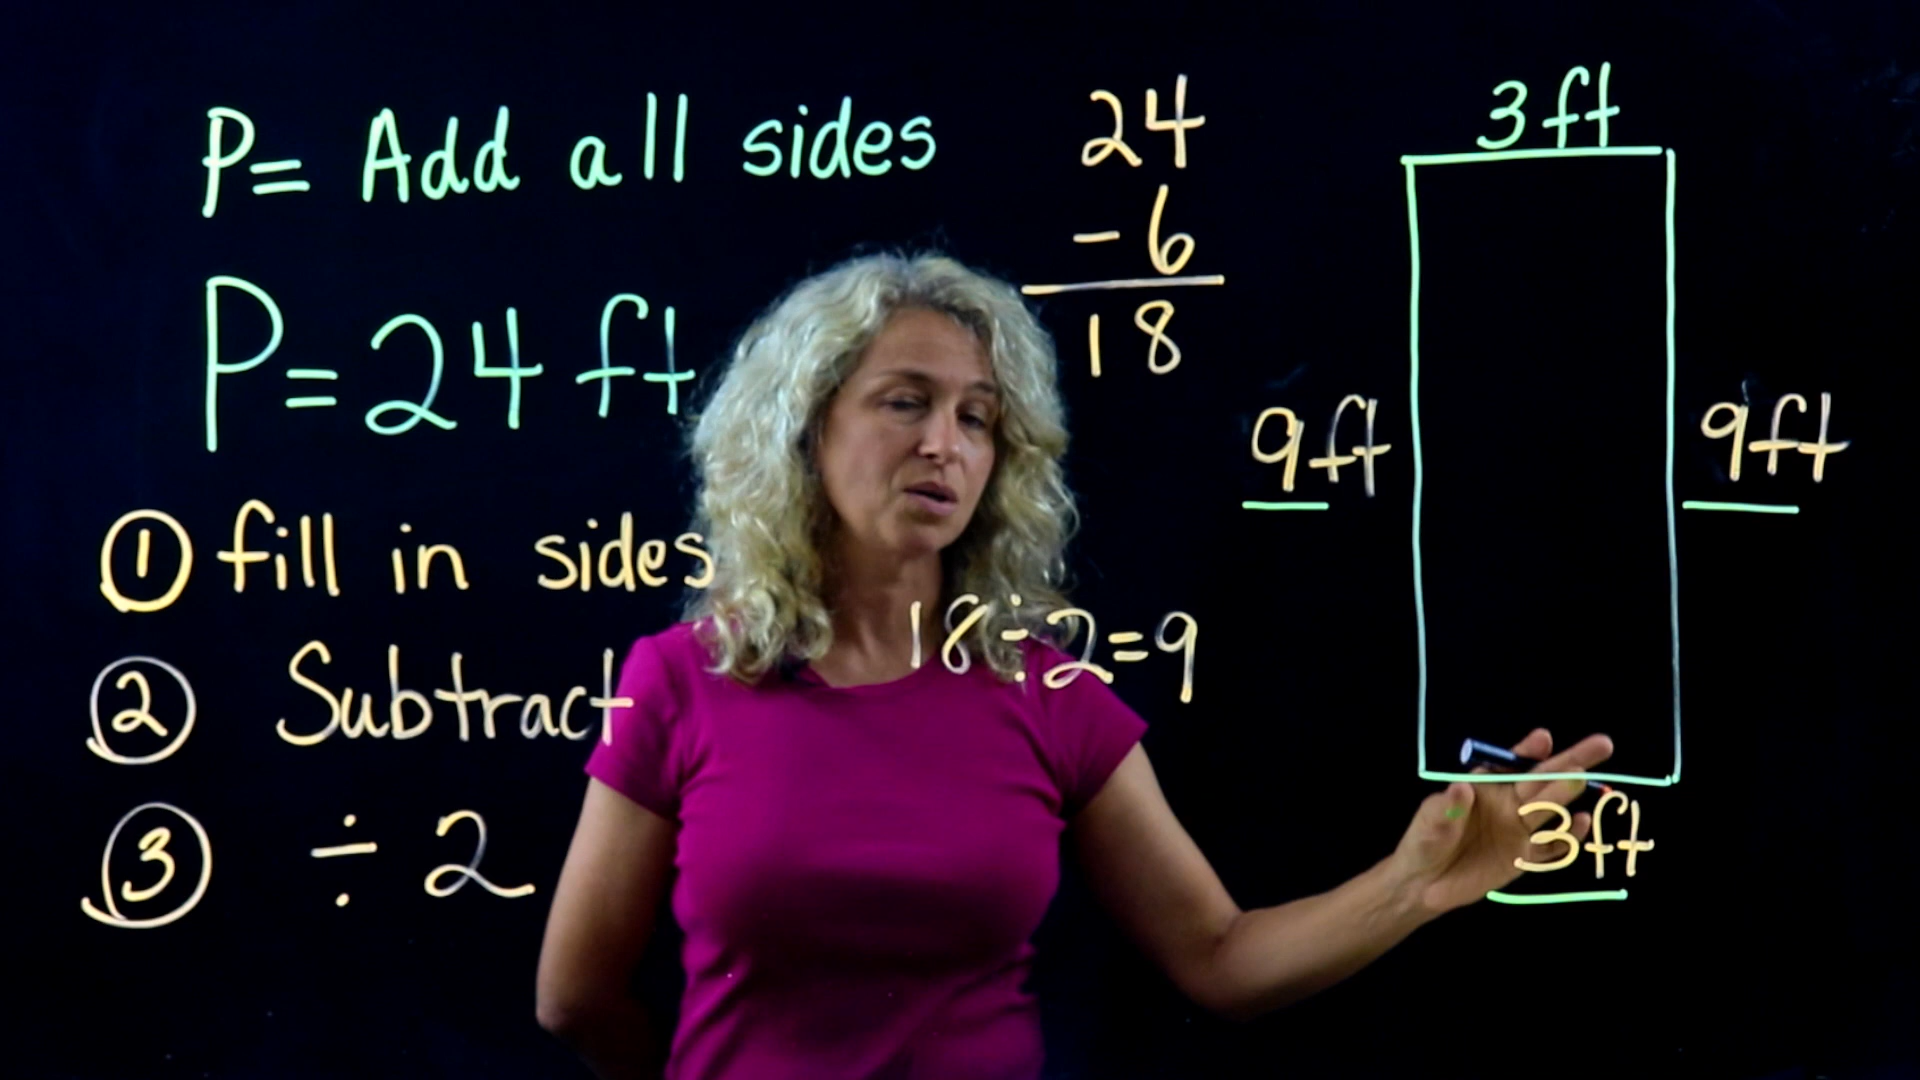 P= Add all sides
P=24 ft
① fill in sides
② Subtract
③ ÷ 2
24
-6
18
18÷2=9
3ft
9ft
9ft
3ft